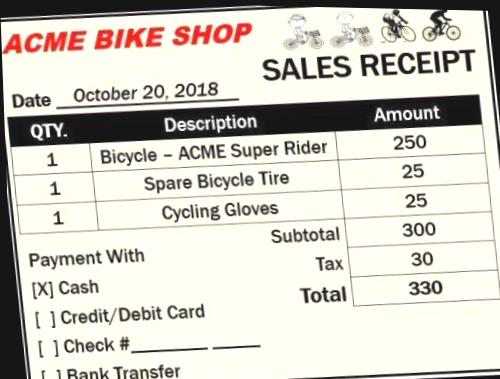 ACME BIKE SHOP
SALES RECEIPT
Date October 20, 2018
QTY. Description Amount
1 Bicycle – ACME Super Rider 250
1 Spare Bicycle Tire 25
1 Cycling Gloves 25
Subtotal 300
Tax 30
Total 330
Payment With
[X] Cash
[ ] Credit/Debit Card
[ ] Check #________ _____
[ ] Bank Transfer